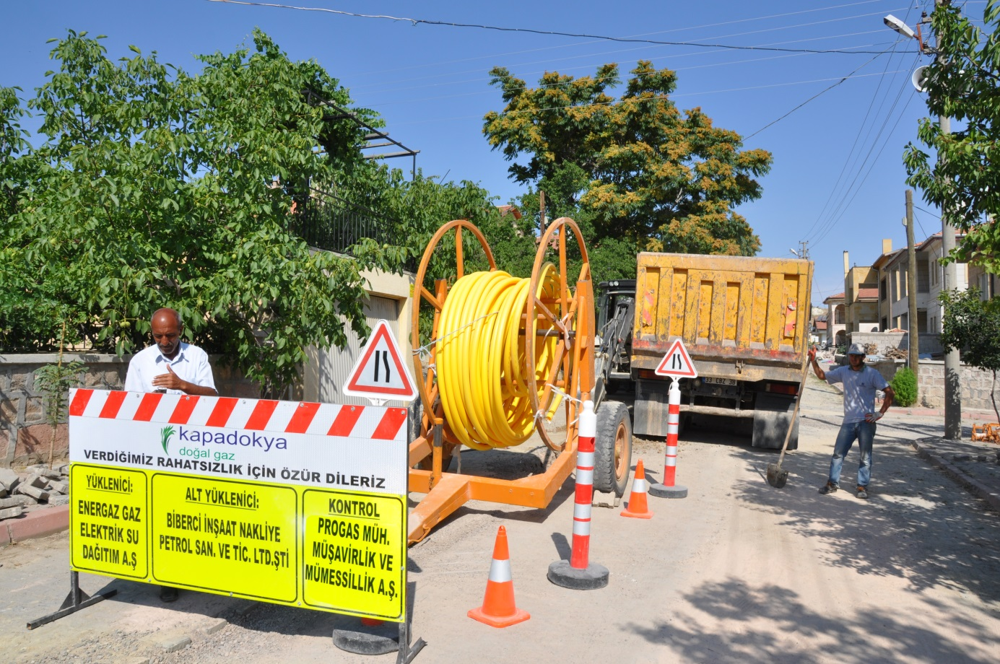 kapadokya
doğal gaz
VERDİĞİMİZ RAHATSIZLIK İÇİN ÖZÜR DİLERİZ
YÜKLENİCİ:
ENERGAZ GAZ
ELEKTRİK SU
DAĞITIM A.Ş
ALT YÜKLENİCİ:
BİBERCİ İNŞAAT NAKLİYE
PETROL SAN. VE TİC. LTD.ŞTİ
KONTROL
PROGAS MÜH.
MÜŞAVİRLİK VE
MÜMESSİLLİK A.Ş.